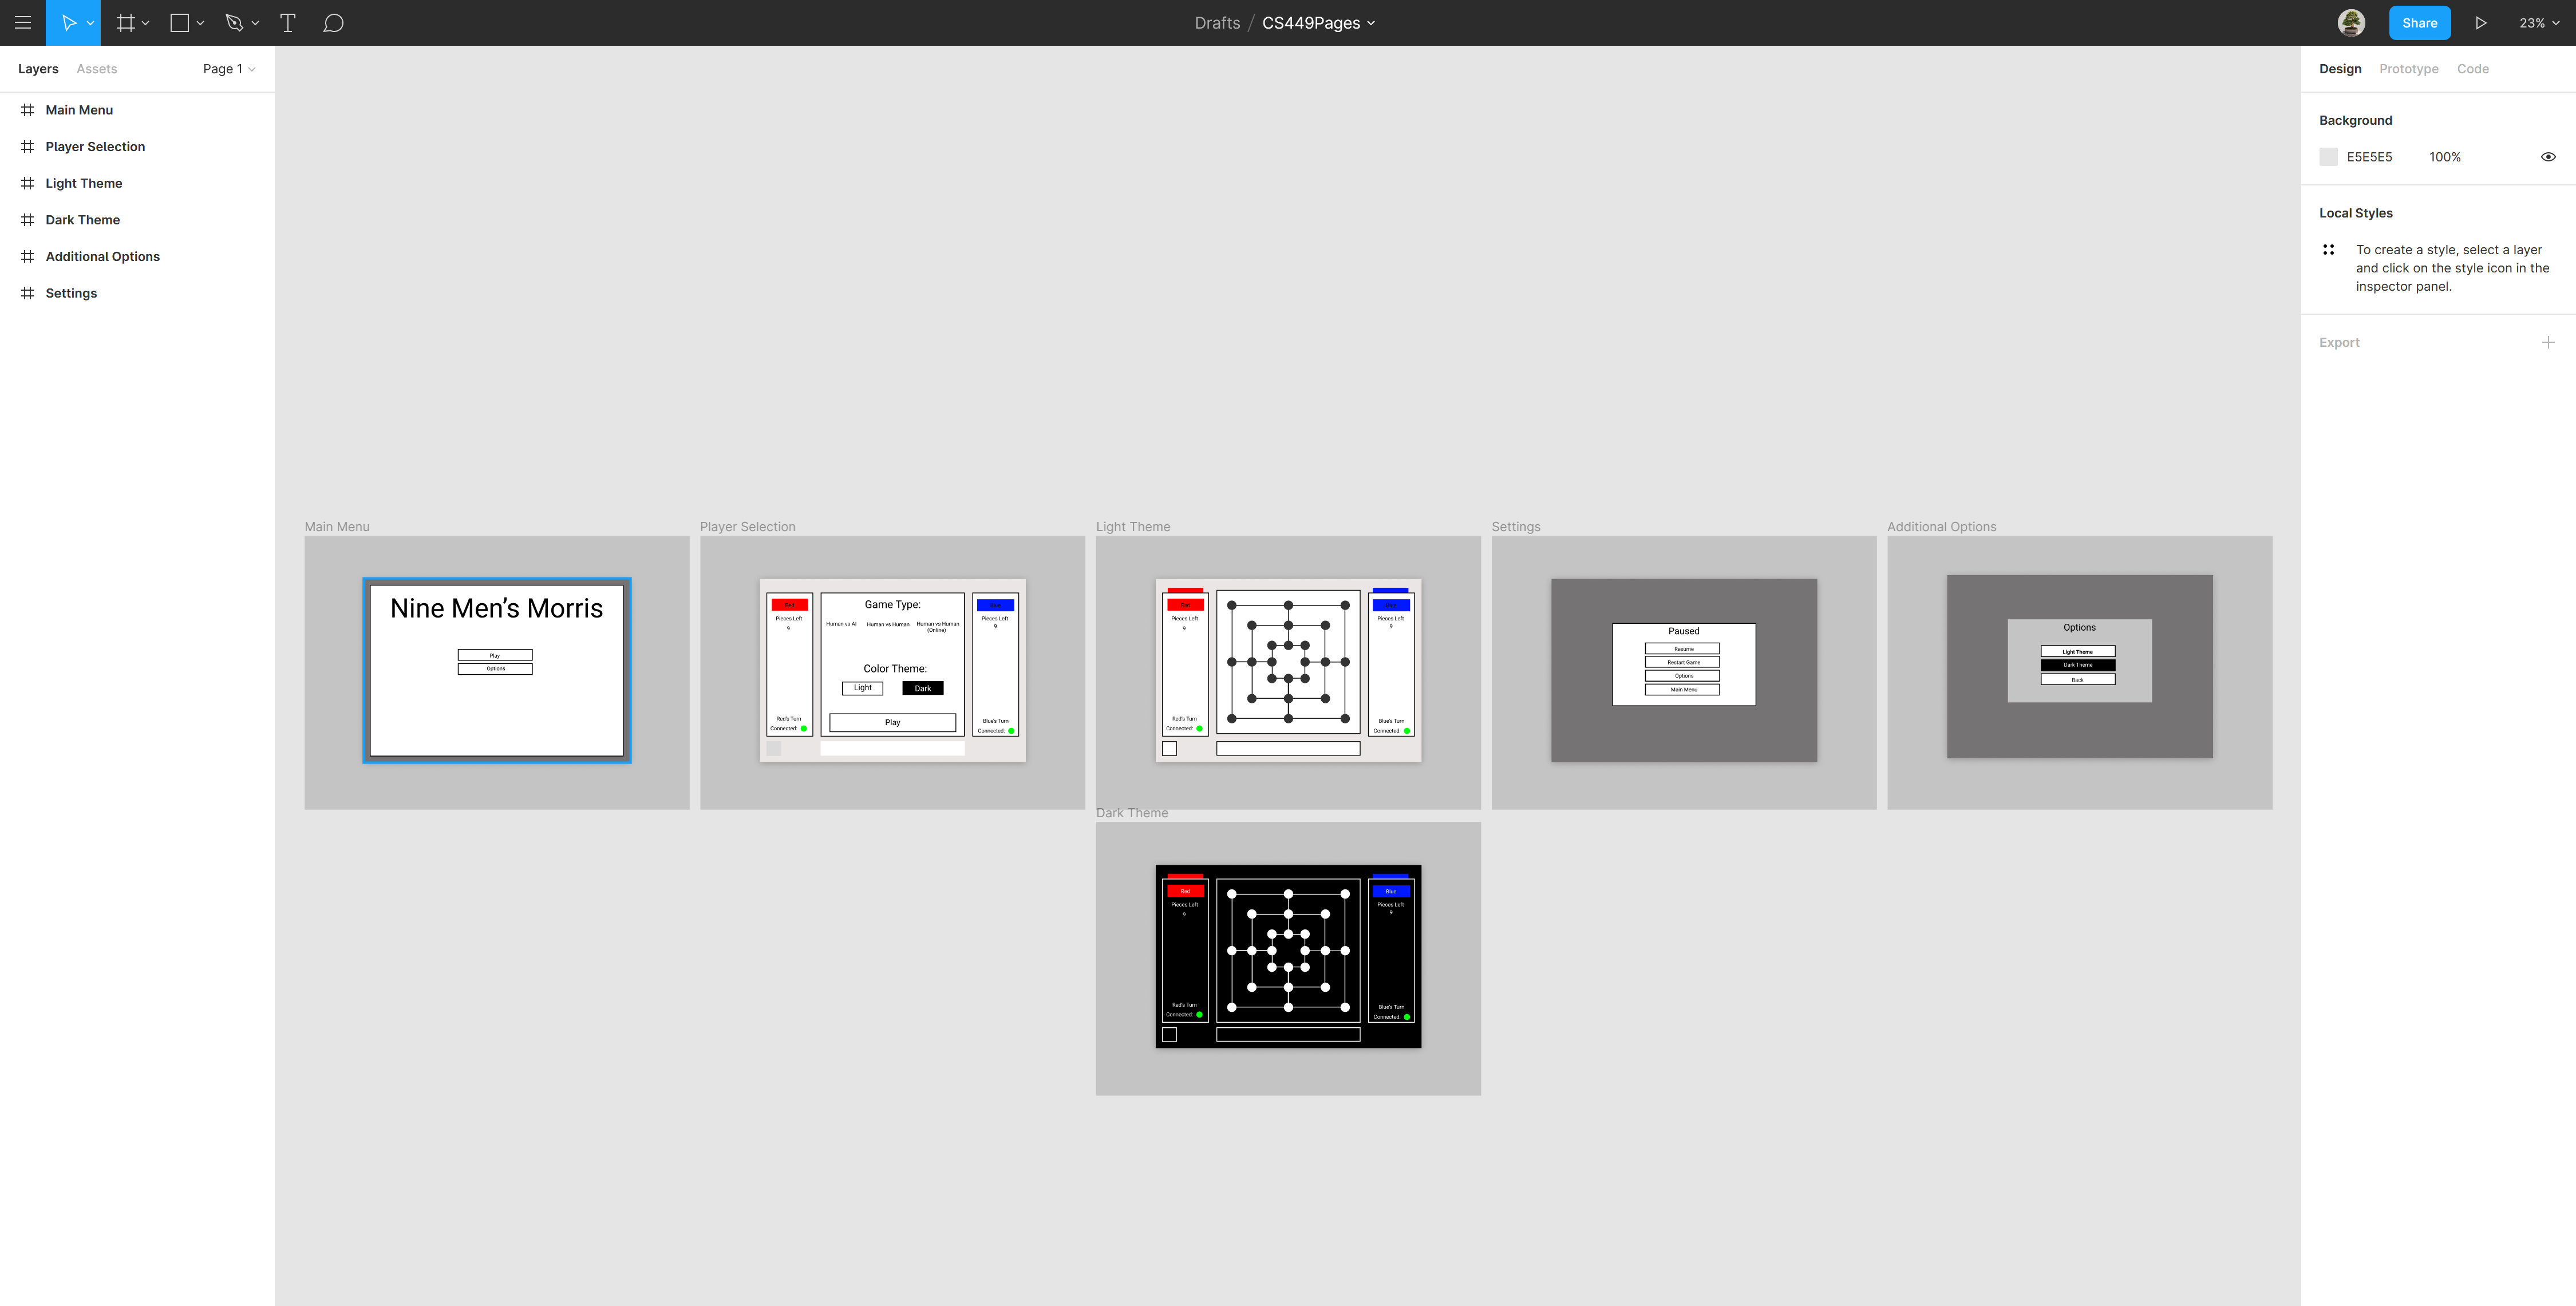 Drafts / CS449Pages
Share
23%
Layers
Assets
Page 1
Main Menu
Player Selection
Light Theme
Dark Theme
Additional Options
Settings
Main Menu
Nine Men's Morris
Play
Options
Player Selection
Red
Pieces Left
9
Red's Turn
Connected:
Game Type:
Human vs AI
Human vs Human
Human vs Human
(Online)
Color Theme:
Light
Dark
Play
Blue
Pieces Left
9
Blue's Turn
Connected:
Light Theme
Red
Pieces Left
9
Red's Turn
Connected:
Blue
Pieces Left
9
Blue's Turn
Connected:
Settings
Paused
Resume
Restart Game
Options
Main Menu
Additional Options
Options
Light Theme
Dark Theme
Back
Dark Theme
Red
Pieces Left
9
Red's Turn
Connected:
Blue
Pieces Left
9
Blue's Turn
Connected:
Design
Prototype
Code
Background
E5E5E5
100%
Local Styles
To create a style, select a layer
and click on the style icon in the
inspector panel.
Export